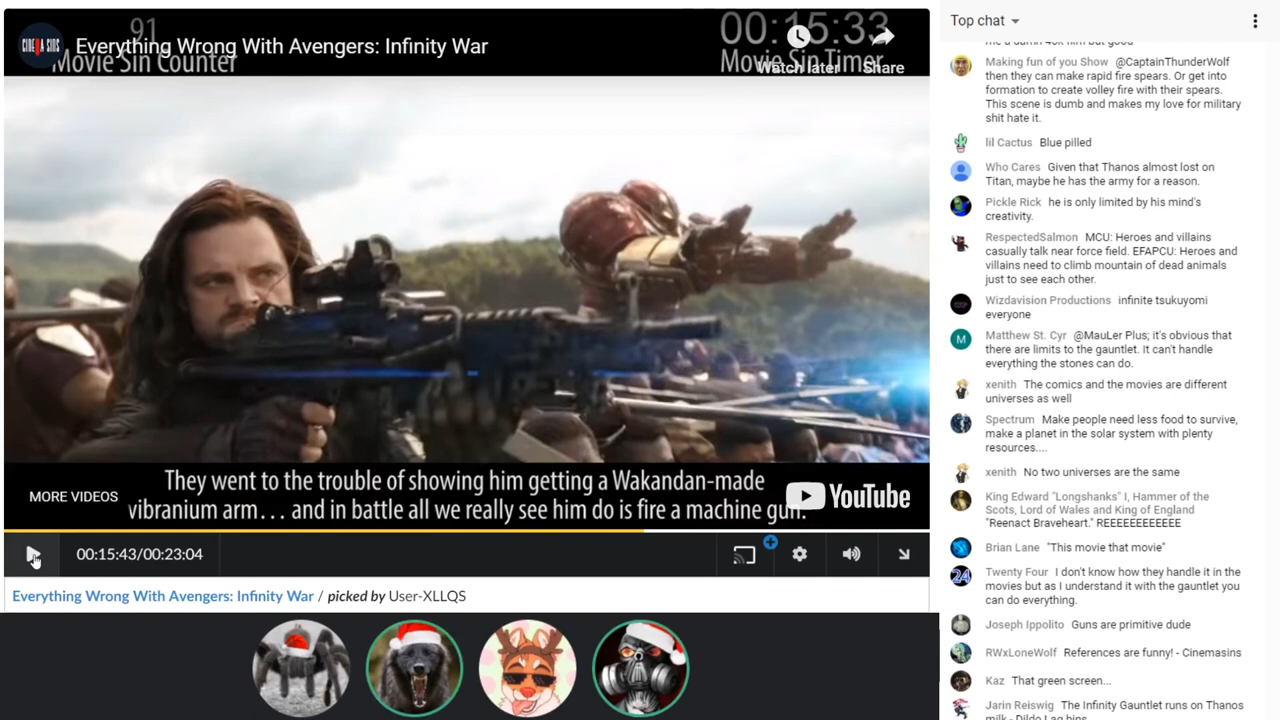 91
Movie Sin Counter
CINEMA SINS
Everything Wrong With Avengers: Infinity War
00:15:33
Movie Sin Timer
Watch later
Share
They went to the trouble of showing him getting a Wakandan-made
vibranium arm... and in battle all we really see him do is fire a machine gun.
MORE VIDEOS
YouTube
00:15:43/00:23:04
Everything Wrong With Avengers: Infinity War / picked by User-XLLQS
Top chat
me a damn 40k film but good
Making fun of you Show @CaptainThunderWolf
then they can make rapid fire spears. Or get into
formation to create volley fire with their spears.
This scene is dumb and makes my love for military
shit hate it.
lil Cactus Blue pilled
Who Cares Given that Thanos almost lost on
Titan, maybe he has the army for a reason.
Pickle Rick he is only limited by his mind's
creativity.
RespectedSalmon MCU: Heroes and villains
casually talk near force field. EFAPCU: Heroes and
villains need to climb mountain of dead animals
just to see each other.
Wizdavision Productions infinite tsukuyomi
everyone
M
Matthew St. Cyr @MauLer Plus; it's obvious that
there are limits to the gauntlet. It can't handle
everything the stones can do.
xenith The comics and the movies are different
universes as well
Spectrum Make people need less food to survive,
make a planet in the solar system with plenty
resources....
xenith No two universes are the same
King Edward "Longshanks" I, Hammer of the
Scots, Lord of Wales and King of England
"Reenact Braveheart." REEEEEEEEEEEE
Brian Lane "This movie that movie"
24
Twenty Four I don't know how they handle it in the
movies but as I understand it with the gauntlet you
can do everything.
Joseph Ippolito Guns are primitive dude
RWxLoneWolf References are funny! - Cinemasins
Kaz That green screen...
Jarin Reiswig The Infinity Gauntlet runs on Thanos
milk - Dildo Lag bins